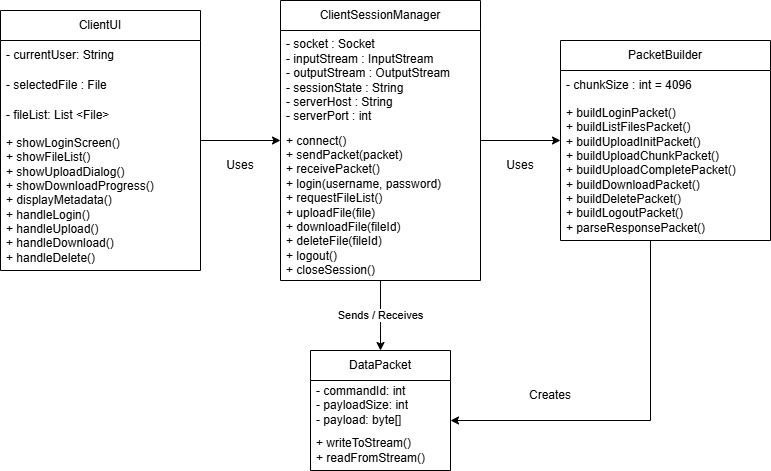 ClientUI
- currentUser: String
- selectedFile : File
- fileList: List <File>
+ showLoginScreen()
+ showFileList()
+ showUploadDialog()
+ showDownloadProgress()
+ displayMetadata()
+ handleLogin()
+ handleUpload()
+ handleDownload()
+ handleDelete()
Uses
ClientSessionManager
- socket : Socket
- inputStream : InputStream
- outputStream : OutputStream
- sessionState : String
- serverHost : String
- serverPort : int
+ connect()
+ sendPacket(packet)
+ receivePacket()
+ login(username, password)
+ requestFileList()
+ uploadFile(file)
+ downloadFile(fileId)
+ deleteFile(fileId)
+ logout()
+ closeSession()
Uses
PacketBuilder
- chunkSize : int = 4096
+ buildLoginPacket()
+ buildListFilesPacket()
+ buildUploadInitPacket()
+ buildUploadChunkPacket()
+ buildUploadCompletePacket()
+ buildDownloadPacket()
+ buildDeletePacket()
+ buildLogoutPacket()
+ parseResponsePacket()
Sends / Receives
DataPacket
- commandId: int
- payloadSize: int
- payload: byte[]
+ writeToStream()
+ readFromStream()
Creates